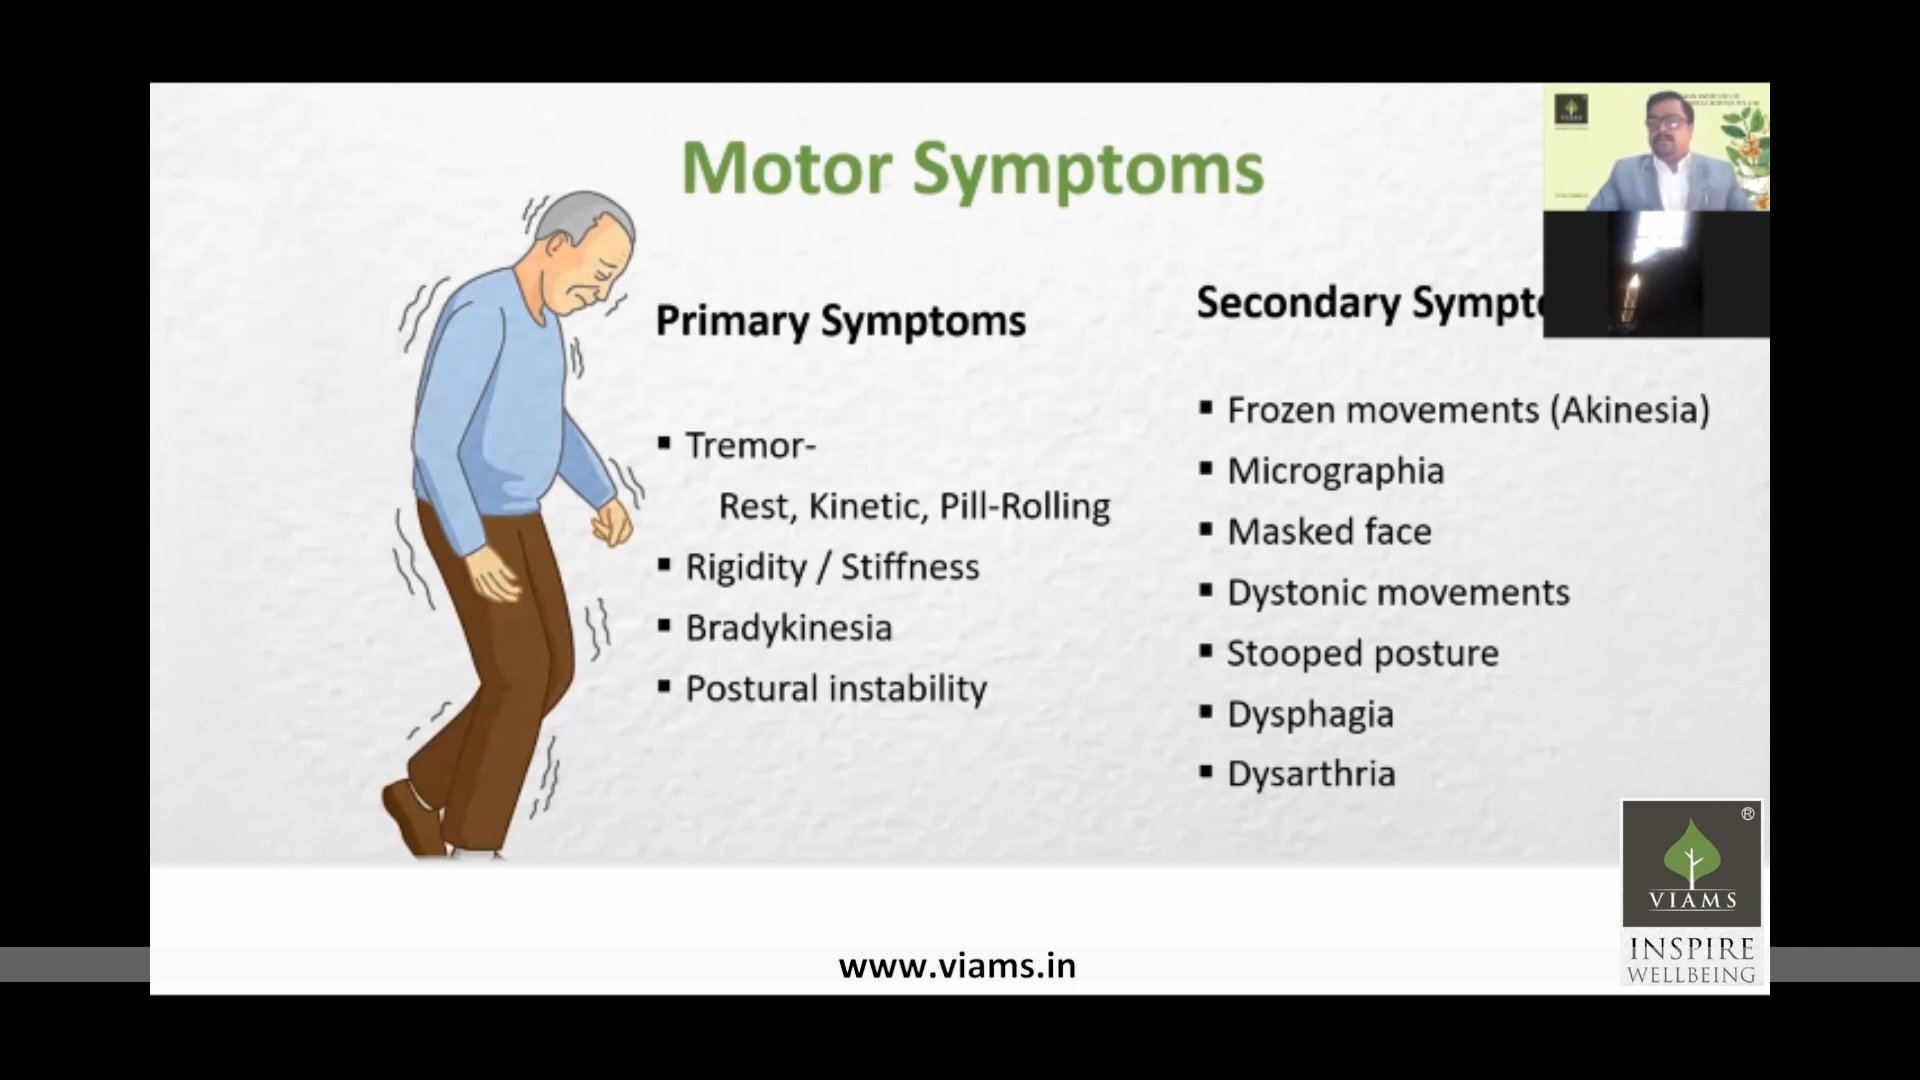 Motor Symptoms
Primary Symptoms
▪ Tremor-
Rest, Kinetic, Pill-Rolling
▪ Rigidity / Stiffness
▪ Bradykinesia
▪ Postural instability
Secondary Sympt
▪ Frozen movements (Akinesia)
▪ Micrographia
▪ Masked face
▪ Dystonic movements
▪ Stooped posture
▪ Dysphagia
▪ Dysarthria
®
VIAMS
INSPIRE
WELLBEING
www.viams.in